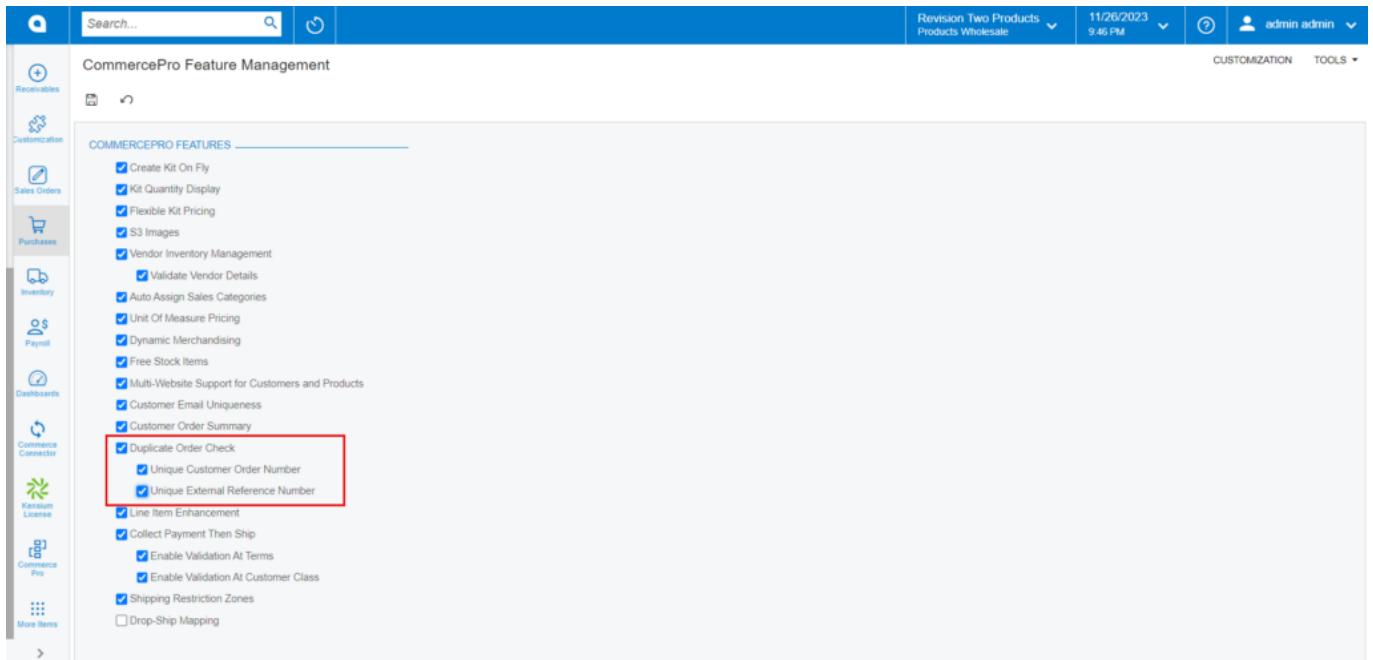 Search...
Revision Two Products
Products Wholesale
11/26/2023
9:46 PM
admin admin
CommercePro Feature Management
CUSTOMIZATION TOOLS
Receivables
Customization
Sales Orders
Purchases
Inventory
Payroll
Dashboards
Commerce
Connector
Kensium
License
Commerce
Pro
More Items
COMMERCEPRO FEATURES
Create Kit On Fly
Kit Quantity Display
Flexible Kit Pricing
S3 Images
Vendor Inventory Management
Validate Vendor Details
Auto Assign Sales Categories
Unit Of Measure Pricing
Dynamic Merchandising
Free Stock Items
Multi-Website Support for Customers and Products
Customer Email Uniqueness
Customer Order Summary
Duplicate Order Check
Unique Customer Order Number
Unique External Reference Number
Line Item Enhancement
Collect Payment Then Ship
Enable Validation At Terms
Enable Validation At Customer Class
Shipping Restriction Zones
Drop-Ship Mapping